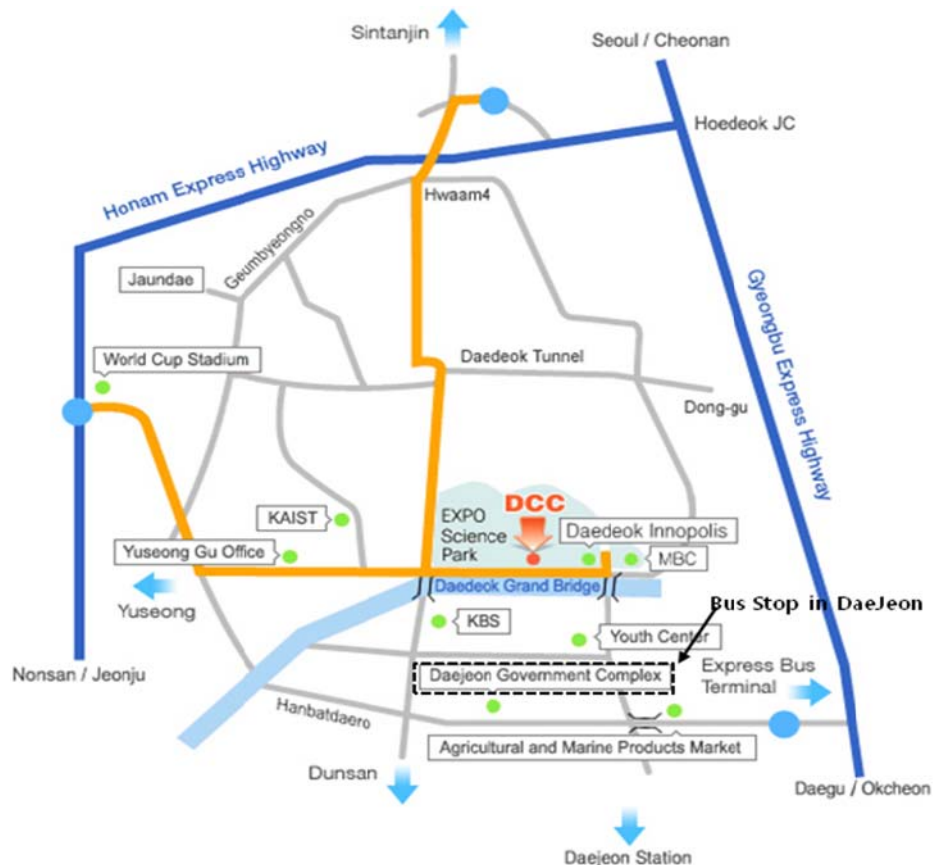 Sintanjin
Seoul / Cheonan
Hoedeok JC
Honam Express Highway
Hwaam4
Geumbyeongno
Jaundae
Gyeongbu Express Highway
World Cup Stadium
Daedeok Tunnel
Dong-gu
DCC
KAIST
EXPO
Science
Park
Daedeok Innopolis
Yuseong Gu Office
MBC
Daedeok Grand Bridge
Yuseong
Bus Stop in DaeJeon
KBS
Youth Center
Nonsan / Jeonju
Daejeon Government Complex
Express Bus
Terminal
Hanbatdaero
Agricultural and Marine Products Market
Dunsan
Daegu / Okcheon
Daejeon Station